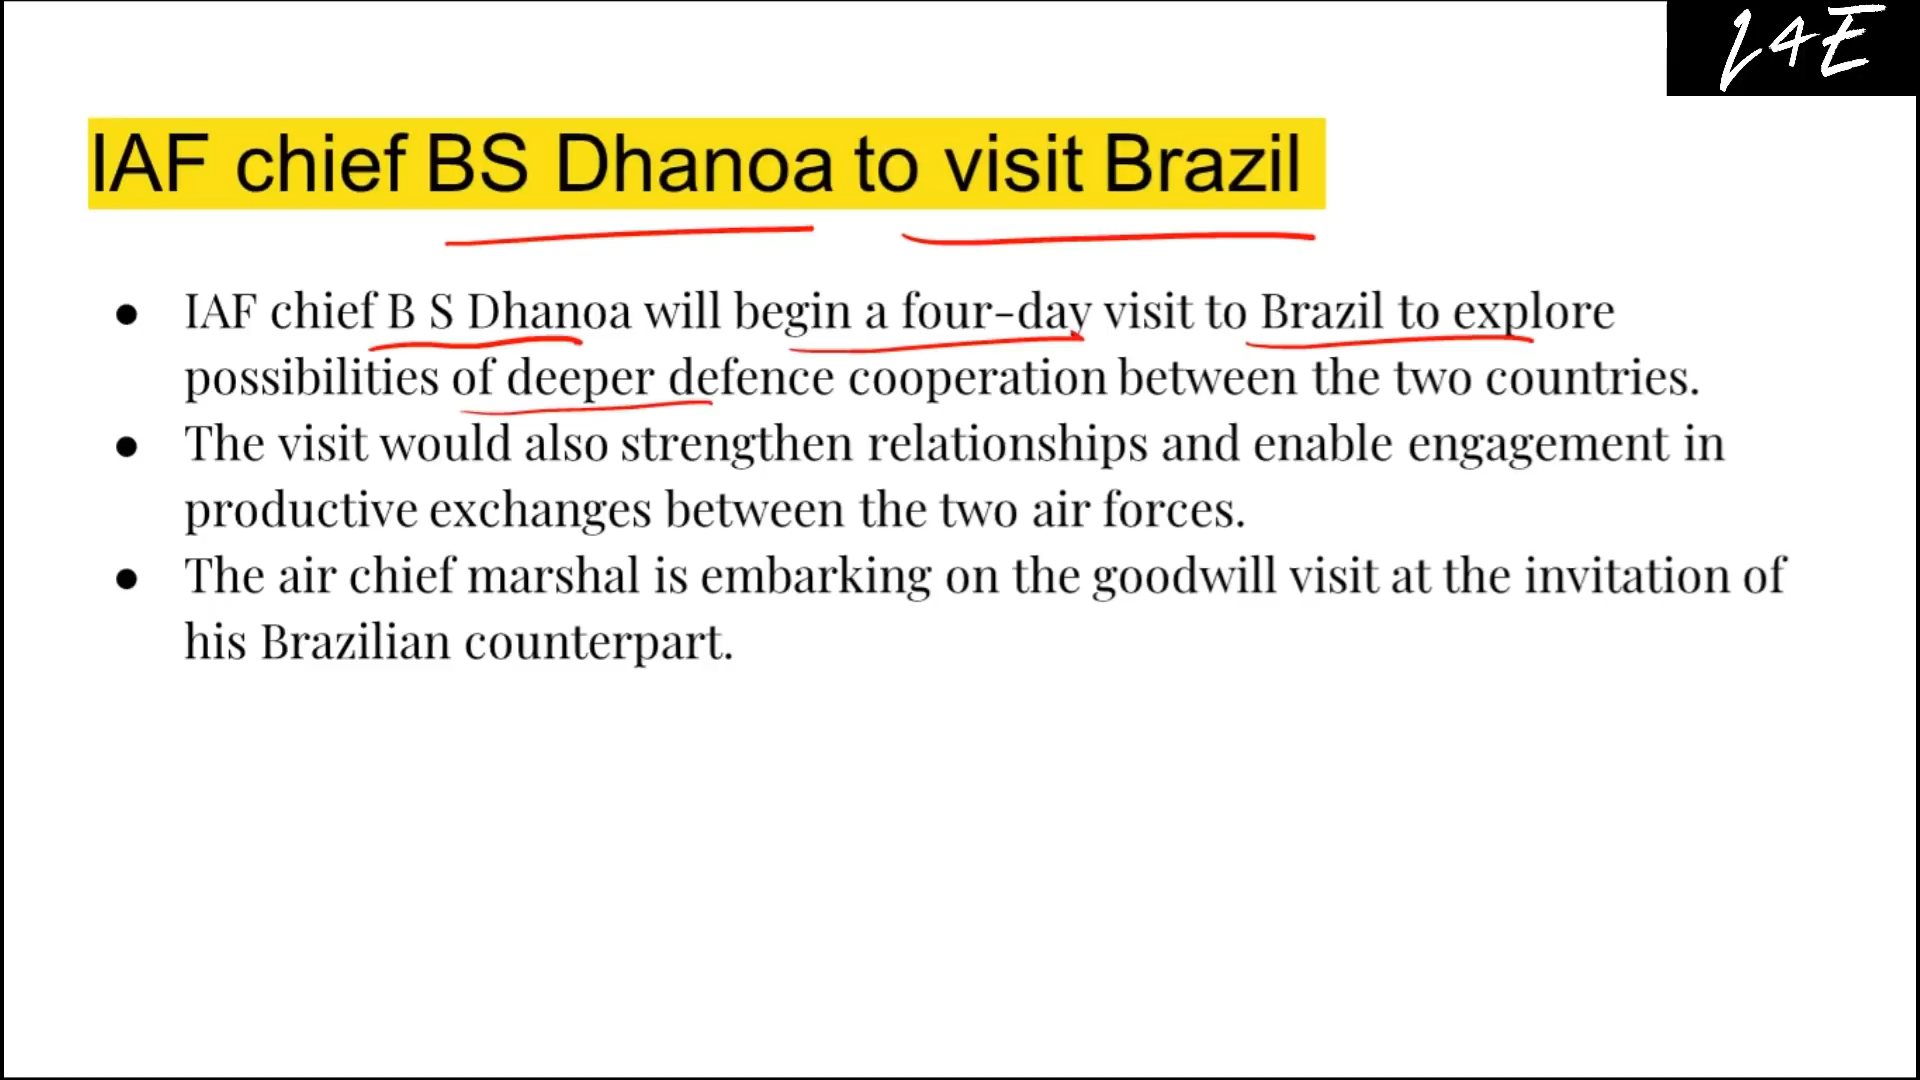 L4E
IAF chief BS Dhanoa to visit Brazil
● IAF chief B S Dhanoa will begin a four-day visit to Brazil to explore
possibilities of deeper defence cooperation between the two countries.
● The visit would also strengthen relationships and enable engagement in
productive exchanges between the two air forces.
● The air chief marshal is embarking on the goodwill visit at the invitation of
his Brazilian counterpart.